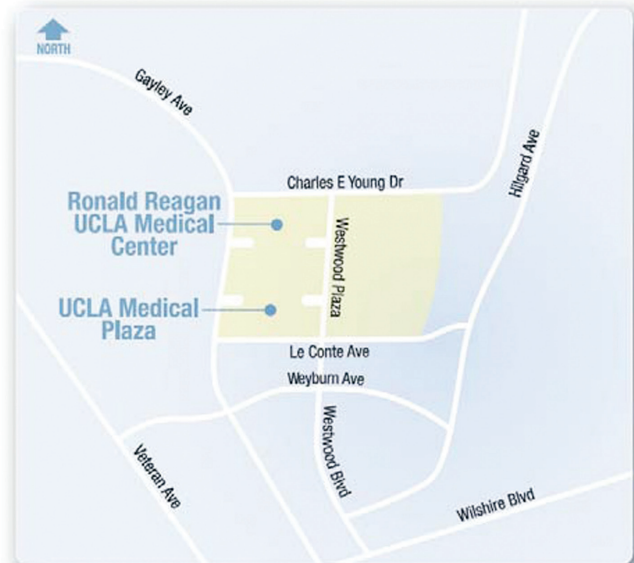 NORTH
Gayley Ave
Charles E Young Dr
Hilgard Ave
Ronald Reagan
UCLA Medical
Center
Westwood Plaza
UCLA Medical
Plaza
Le Conte Ave
Weyburn Ave
Westwood Blvd
Veteran Ave
Wilshire Blvd